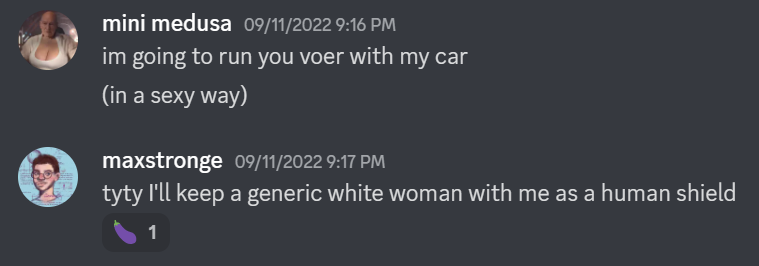 mini medusa 09/11/2022 9:16 PM
im going to run you voer with my car
(in a sexy way)
maxstronge 09/11/2022 9:17 PM
tyty I'll keep a generic white woman with me as a human shield
1